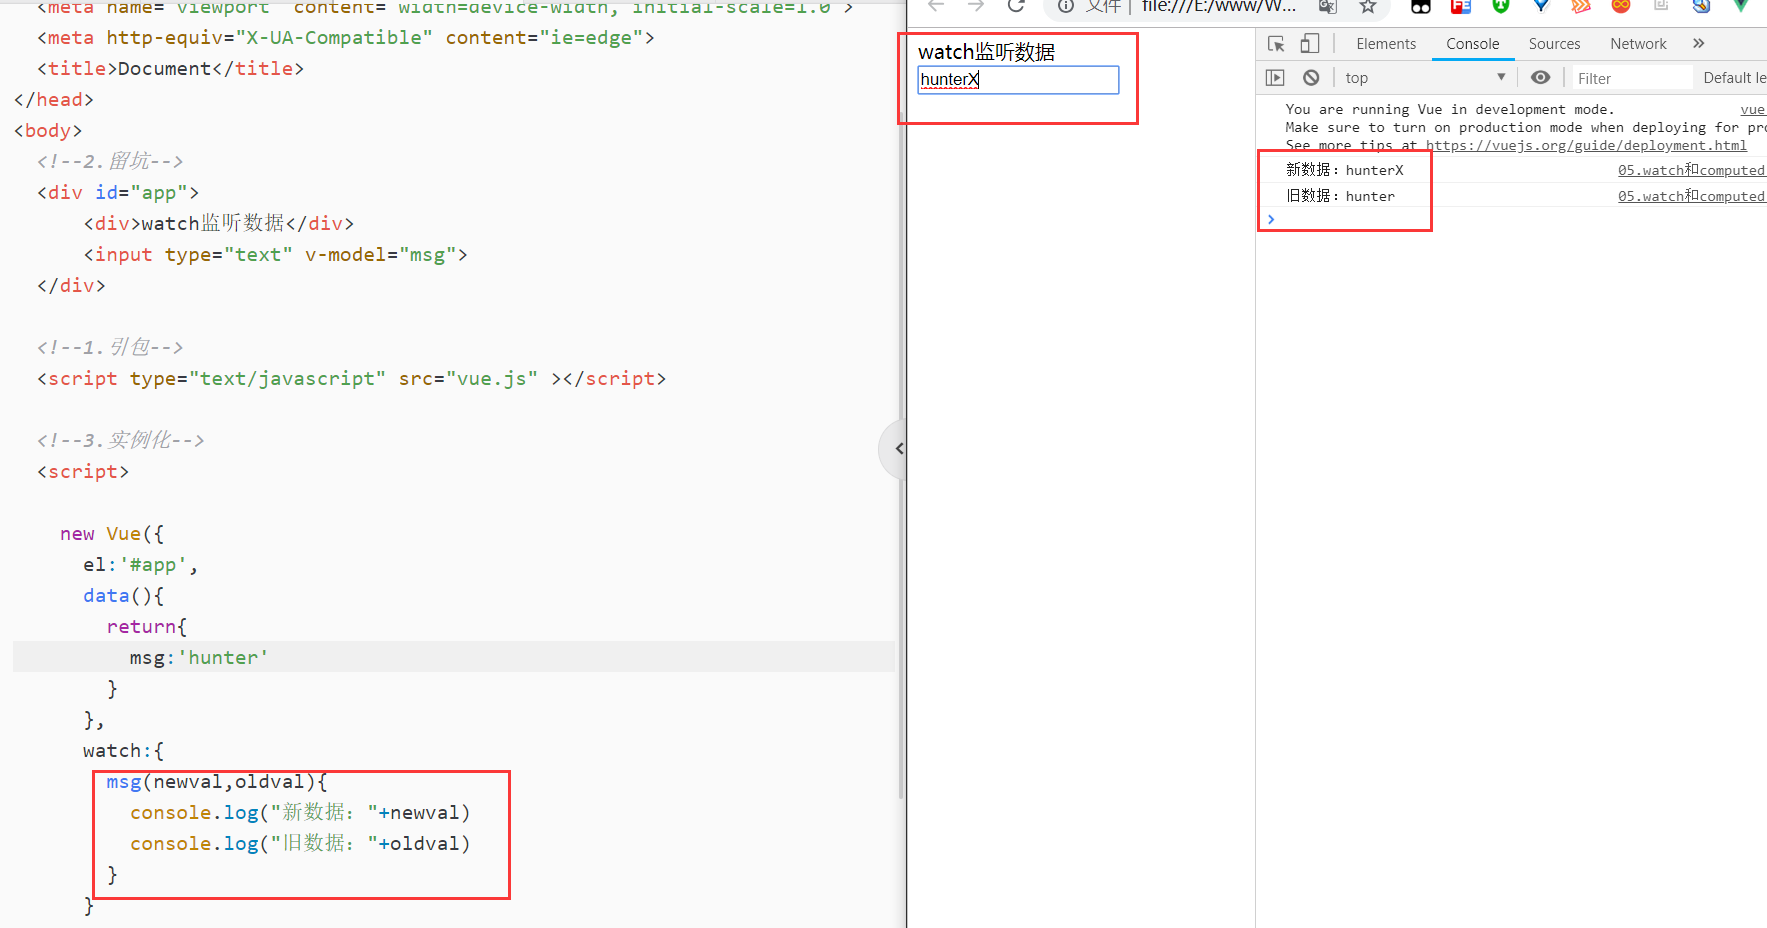 <meta name="viewport" content="width=device-width, initial-scale=1.0">
<meta http-equiv="X-UA-Compatible" content="ie=edge">
<title>Document</title>
</head>
<body>
<!--2.留坑-->
<div id="app">
<div>watch监听数据</div>
<input type="text" v-model="msg">
</div>
<!--1.引包-->
<script type="text/javascript" src="vue.js" ></script>
<!--3.实例化-->
<script>
new Vue({
el:'#app',
data(){
return{
msg:'hunter'
}
},
watch:{
msg(newval,oldval){
console.log("新数据: "+newval)
console.log("旧数据: "+oldval)
}
}
文件 | file:///E:/www/W...
watch监听数据
hunterX
Elements Console Sources Network »
top Filter Default le
You are running Vue in development mode. vue
Make sure to turn on production mode when deploying for pro
See more tips at https://vuejs.org/guide/deployment.html
新数据: hunterX 05.watch和computed
旧数据: hunter 05.watch和computed